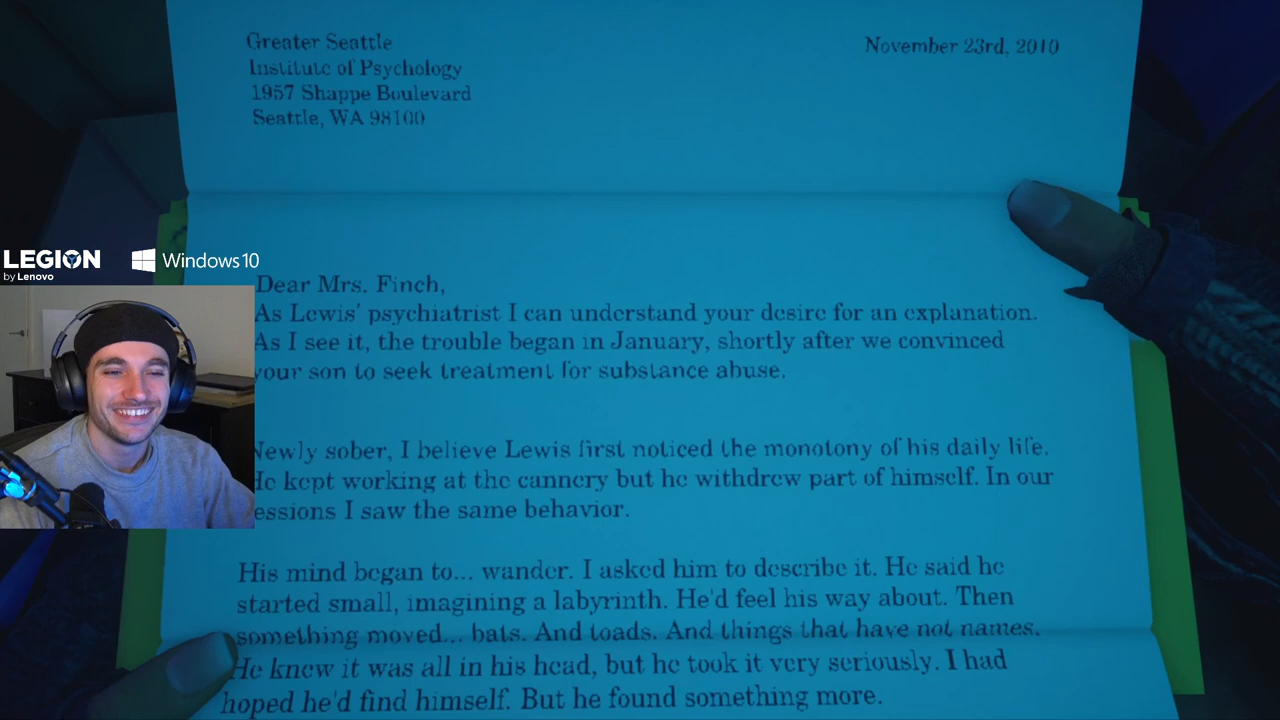 Greater Seattle
Institute of Psychology
1957 Shappe Boulevard
Seattle, WA 98100
November 23rd, 2010
LEGION
by Lenovo
Windows10
Dear Mrs. Finch,
As Lewis' psychiatrist I can understand your desire for an explanation.
As I see it, the trouble began in January, shortly after we convinced
your son to seek treatment for substance abuse.
Newly sober, I believe Lewis first noticed the monotony of his daily life.
He kept working at the cannery but he withdrew part of himself. In our
essions I saw the same behavior.
His mind began to... wander. I asked him to describe it. He said he
started small, imagining a labyrinth. He'd feel his way about. Then
something moved... bats. And toads. And things that have not names.
He knew it was all in his head, but he took it very seriously. I had
hoped he'd find himself. But he found something more.